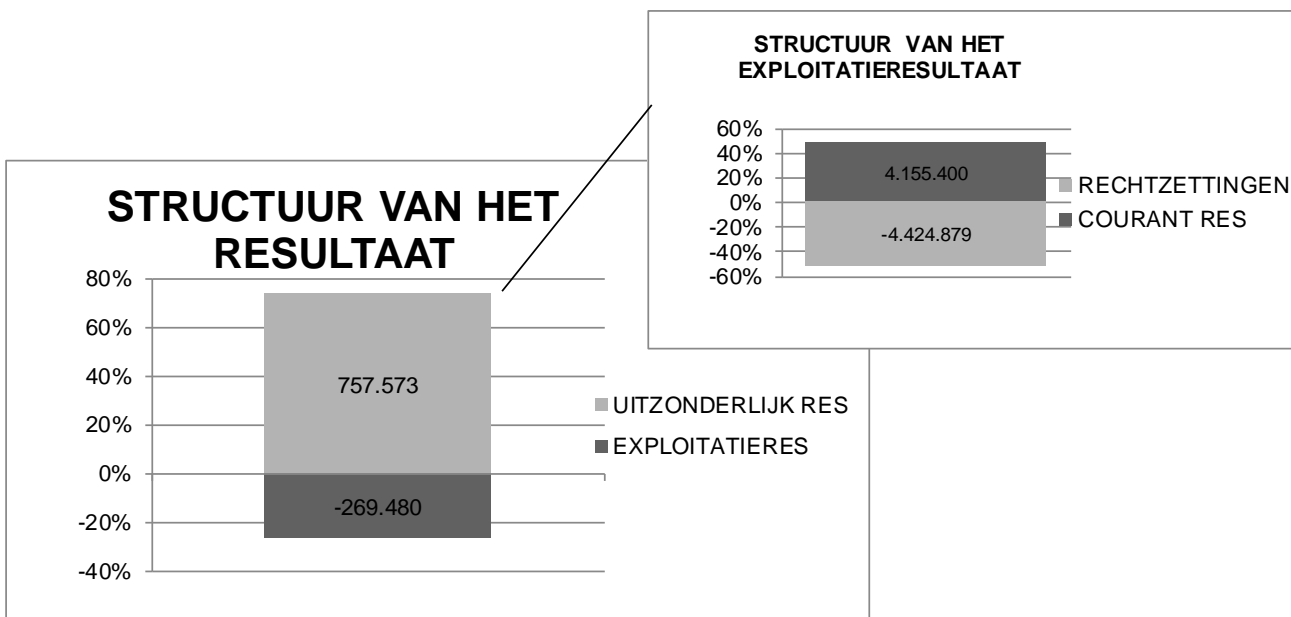 STRUCTUUR VAN HET
EXPLOITATIERESULTAAT
60%
40%
20%
0%
-20%
-40%
-60%
4.155.400
-4.424.879
RECHTZETTINGEN
COURANT RES
STRUCTUUR VAN HET
RESULTAAT
80%
60%
40%
20%
0%
-20%
-40%
757.573
-269.480
UITZONDERLIJK RES
EXPLOITATIERES